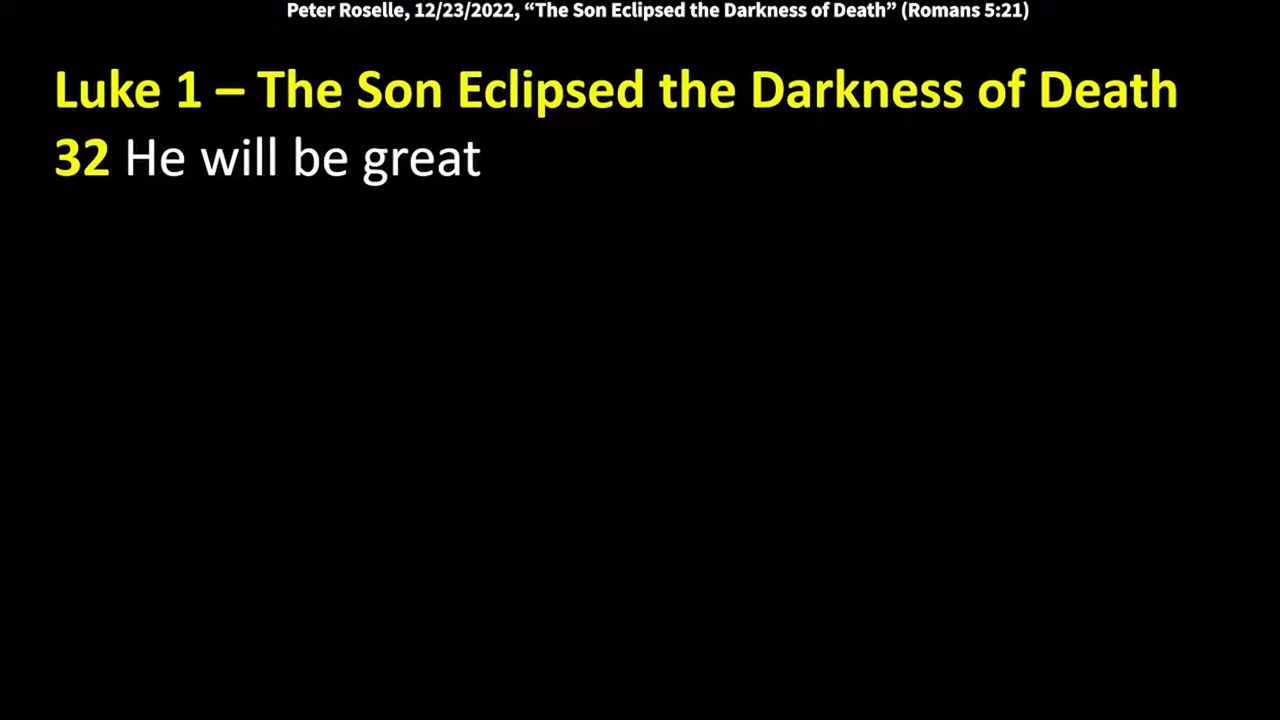 Peter Roselle, 12/23/2022, “The Son Eclipsed the Darkness of Death” (Romans 5:21)
Luke 1 – The Son Eclipsed the Darkness of Death
32 He will be great